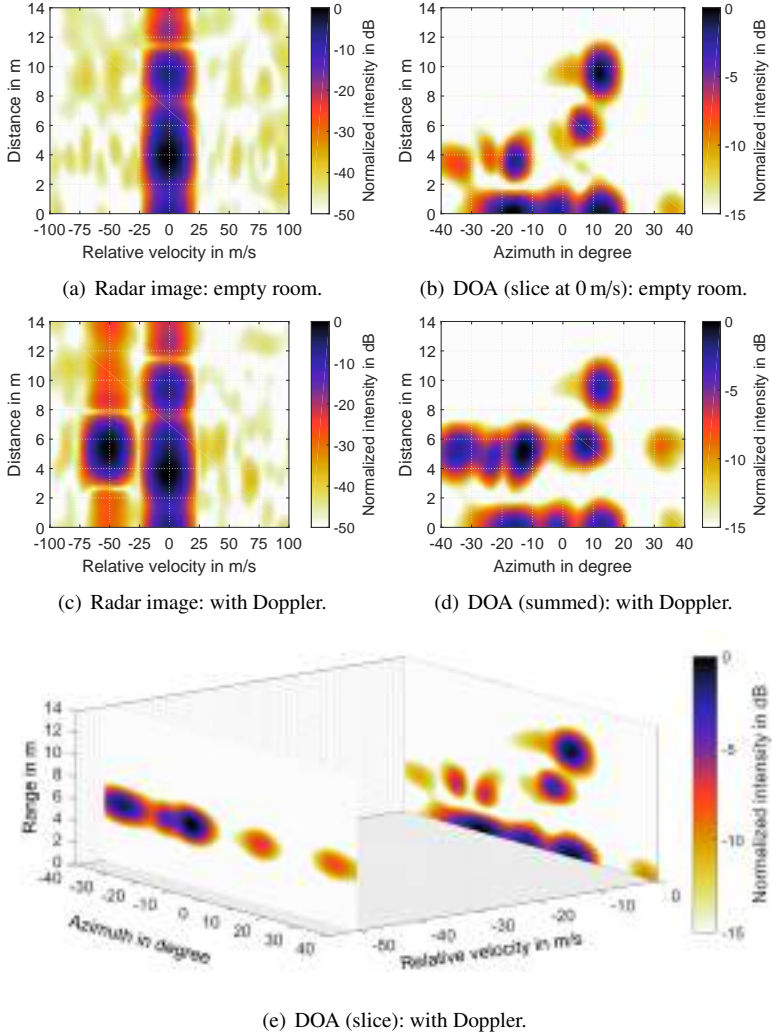 14
12
10
8
6
4
2
0
Distance in m
-100 -75 -50 -25 0 25 50 75 100
Relative velocity in m/s
0
-10
-20
-30
-40
-50
Normalized intensity in dB
(a) Radar image: empty room.
14
12
10
8
6
4
2
0
Distance in m
-40 -30 -20 -10 0 10 20 30 40
Azimuth in degree
0
-5
-10
-15
Normalized intensity in dB
(b) DOA (slice at 0 m/s): empty room.
14
12
10
8
6
4
2
0
Distance in m
-100 -75 -50 -25 0 25 50 75 100
Relative velocity in m/s
0
-10
-20
-30
-40
-50
Normalized intensity in dB
(c) Radar image: with Doppler.
14
12
10
8
6
4
2
0
Distance in m
-40 -30 -20 -10 0 10 20 30 40
Azimuth in degree
0
-5
-10
-15
Normalized intensity in dB
(d) DOA (summed): with Doppler.
14
12
10
8
6
4
2
0
Range in m
-40 -30 -20 -10 0 10 20 30 40
Azimuth in degree
-50 -40 -30 -20 -10 0
Relative velocity in m/s
0
-5
-10
-15
Normalized intensity in dB
(e) DOA (slice): with Doppler.